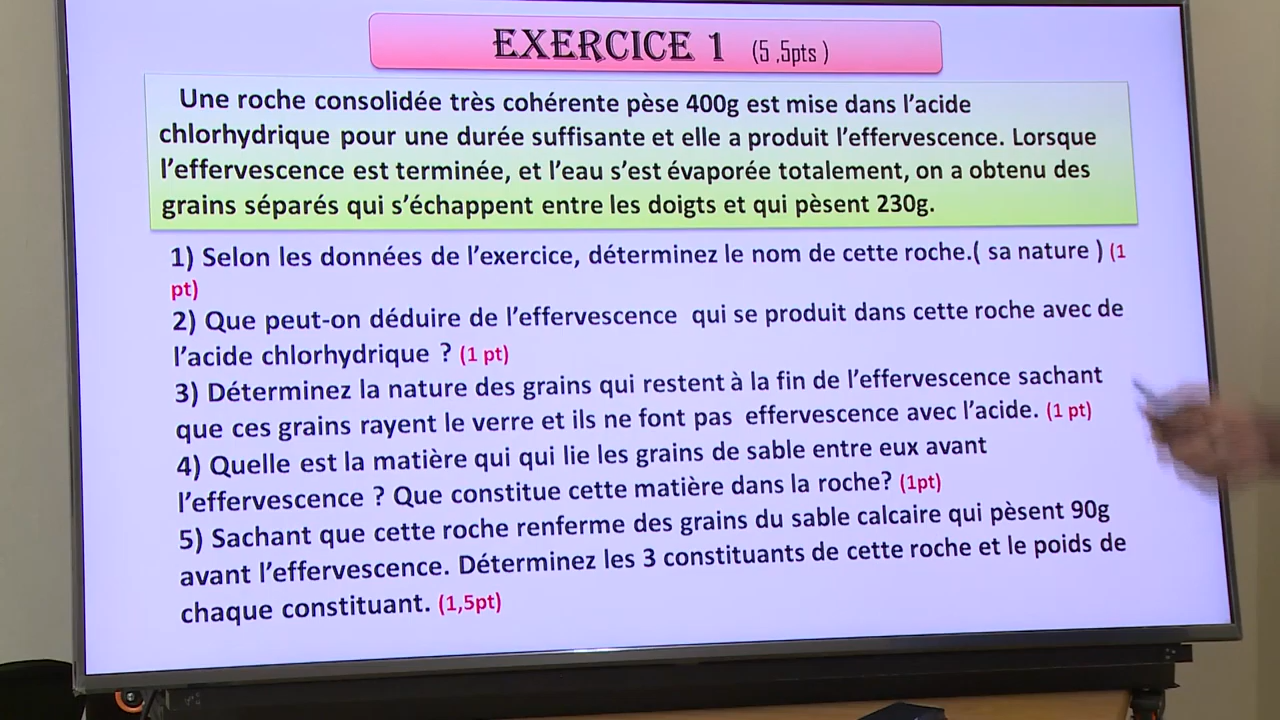 EXERCICE 1 (5 ,5pts )
Une roche consolidée très cohérente pèse 400g est mise dans l'acide
chlorhydrique pour une durée suffisante et elle a produit l'effervescence. Lorsque
l'effervescence est terminée, et l'eau s'est évaporée totalement, on a obtenu des
grains séparés qui s'échappent entre les doigts et qui pèsent 230g.
1) Selon les données de l'exercice, déterminez le nom de cette roche.( sa nature ) (1
pt)
2) Que peut-on déduire de l'effervescence qui se produit dans cette roche avec de
l'acide chlorhydrique ? (1 pt)
3) Déterminez la nature des grains qui restent à la fin de l'effervescence sachant
que ces grains rayent le verre et ils ne font pas effervescence avec l'acide. (1 pt)
4) Quelle est la matière qui qui lie les grains de sable entre eux avant
l'effervescence ? Que constitue cette matière dans la roche? (1pt)
5) Sachant que cette roche renferme des grains du sable calcaire qui pèsent 90g
avant l'effervescence. Déterminez les 3 constituants de cette roche et le poids de
chaque constituant. (1,5pt)